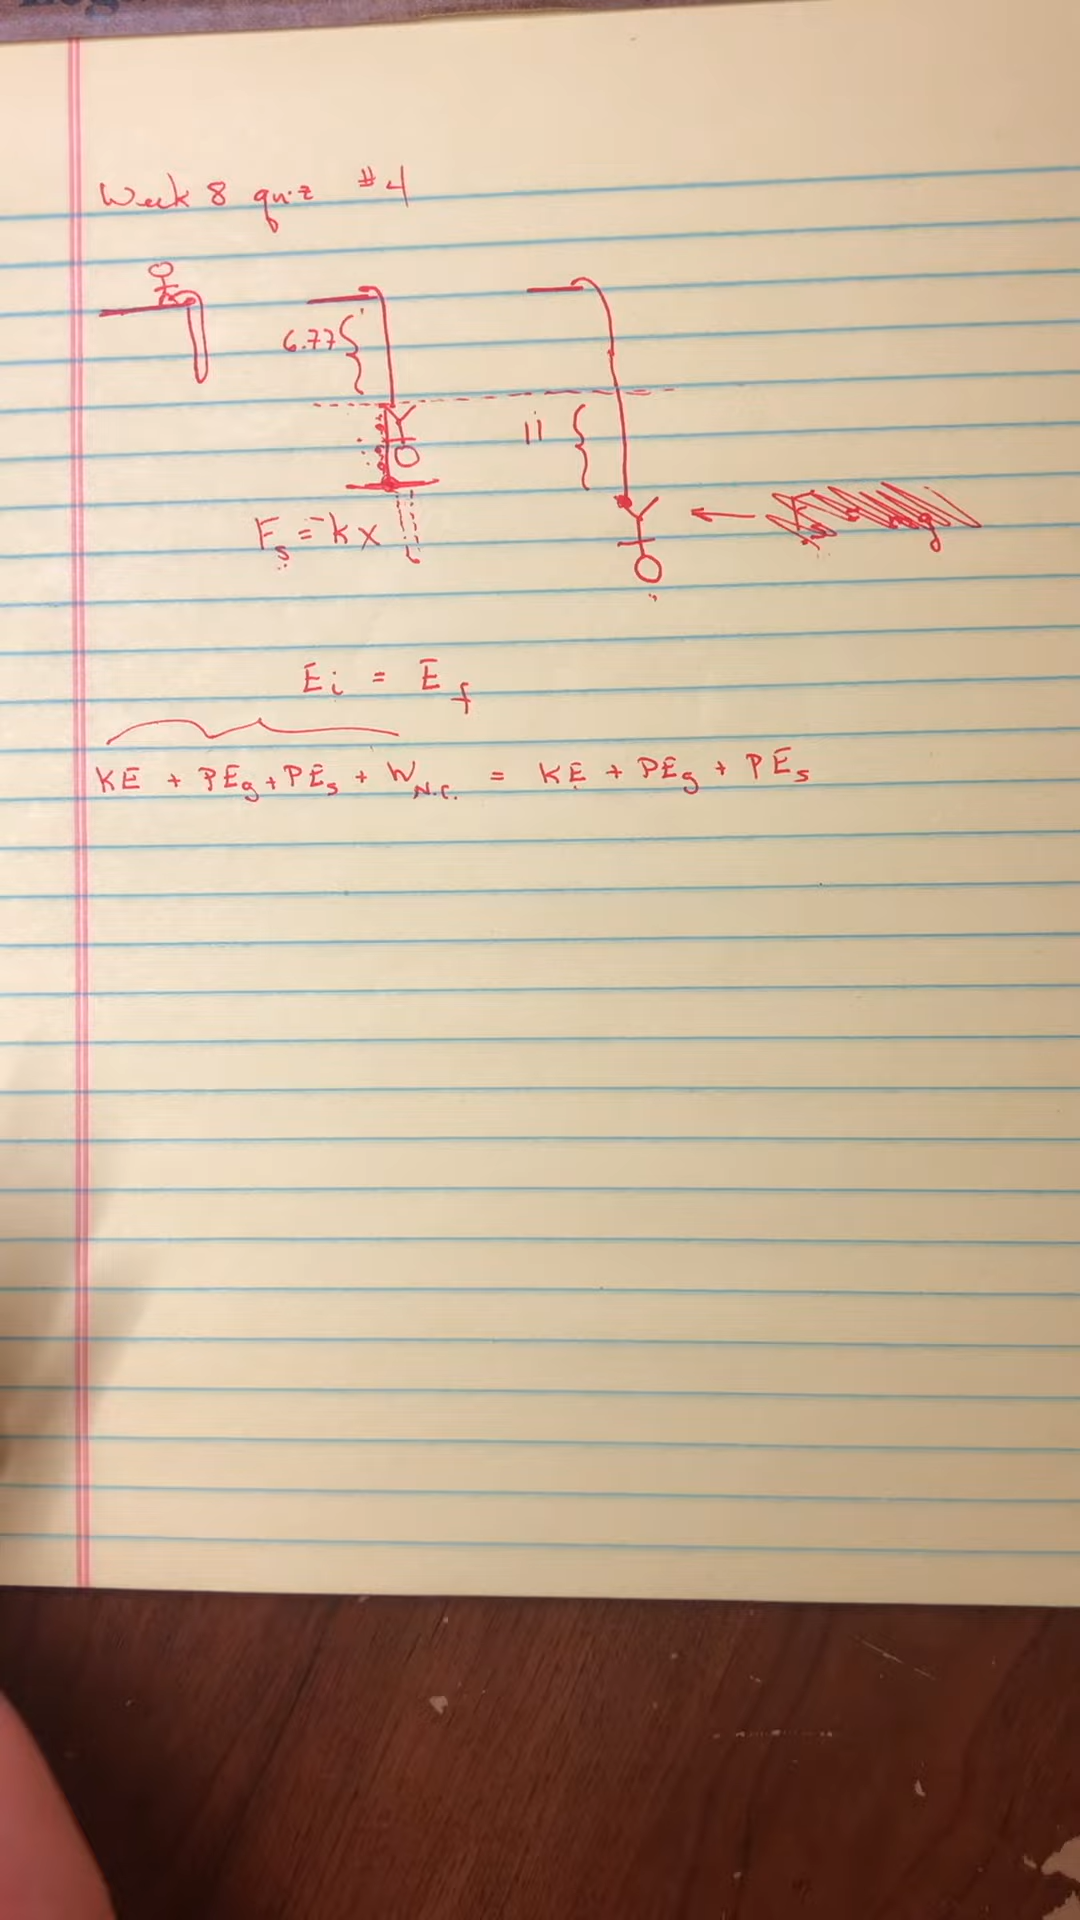 Week 8 quiz #4
6.77
11
Fs = -kx
Ei = Ef
KE + PEg + PEs + WN.C. = KE + PEg + PEs